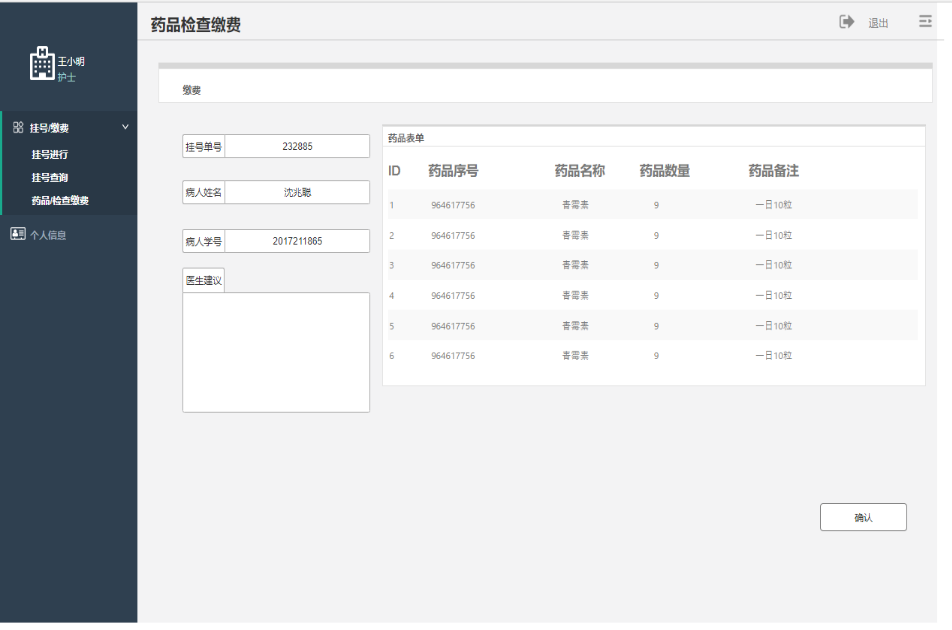 药品检查缴费
退出
H
王小明
护士
挂号/缴费
挂号进行
挂号查询
药品/检查缴费
个人信息
缴费
挂号单号 232885
病人姓名 沈兆聪
病人学号 2017211865
医生建议
药品表单
ID 药品序号 药品名称 药品数量 药品备注
1 964617756 青霉素 9 一日10粒
2 964617756 青霉素 9 一日10粒
3 964617756 青霉素 9 一日10粒
4 964617756 青霉素 9 一日10粒
5 964617756 青霉素 9 一日10粒
6 964617756 青霉素 9 一日10粒
确认